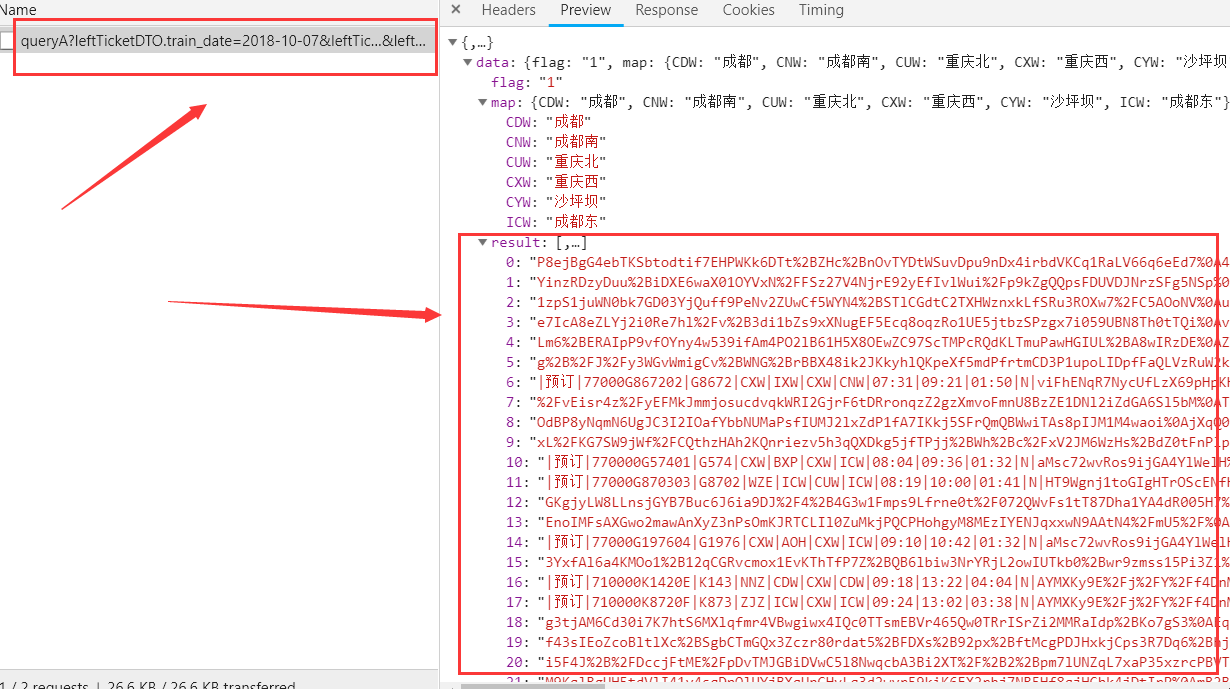 Name
Headers Preview Response Cookies Timing
queryA?leftTicketDTO.train_date=2018-10-07&leftTic...&left...
{,…}
data: {flag: "1", map: {CDW: "成都", CNW: "成都南", CUW: "重庆北", CXW: "重庆西", CYW: "沙坪坝
flag: "1"
map: {CDW: "成都", CNW: "成都南", CUW: "重庆北", CXW: "重庆西", CYW: "沙坪坝", ICW: "成都东"}
CDW: "成都"
CNW: "成都南"
CUW: "重庆北"
CXW: "重庆西"
CYW: "沙坪坝"
ICW: "成都东"
result: [,…]
0: "P8ejBgG4ebTKSbtodtif7EHPWKk6DTt%2BZHc%2BnOvTYDtWSuvDpu9nDx4irbdVKCq1RaLV66q6eEd7%0A4
1: "YinzRDzyDuu%2BiDXE6waX01OYVxN%2FFSz27V4NjrE92yEfIvlWui%2Fp9kZgQQpsFDUVDJNrzSFg5NSp%0
2: "1zpS1juWN0bk7GD03YjQuff9PeNv2ZUwCf5WYN4%2BSTlCGdtC2TXHWznxkLfSRu3ROXw7%2FC5AOoNV%0Au
3: "e7IcA8eZLYj2i0Re7hl%2Fv%2B3di1bZs9xXNugEF5Ecq8oqzRo1UE5jtbzSPzgx7i059UBN8Th0tTQi%0Av
4: "Lm6%2BERAIpP9vfOYny4w539ifAm4PO2lB61H5X8OEwZC97ScTMPcRQdKLTmuPawHGIUL%2BA8wIRzDE%0AZ
5: "g%2B%2FJ%2Fy3WGvWmigCv%2BWNG%2BrBBX48ik2JKkyhlQKpeXf5mdPfrtmCD3P1upoLIDpfFaQLVzRuW2k
6: "|预订|77000G867202|G8672|CXW|IXW|CXW|CNW|07:31|09:21|01:50|N|viFhENqR7NycUfLzX69pHpK
7: "%2FvEisr4z%2FyEFMkJmmjosucdvqkWRI2GjrF6tDRronqzZ2gzXmvoFmnU8BzZE1DNl2iZdGA6Sl5bM%0AT
8: "OdBP8yNqmN6UgJC3I2IOafYbbNUMaPsfIUMJ2lxZdP1fA7IKkj5SFrQmQBWwiTAs8pIJM1M4waoi%0AjXqQ0
9: "xL%2FKG7SW9jWf%2FCQthzHAh2KQnriezv5h3qQXDkg5jfTPjj%2BWh%2Bc%2FxV2JM6WzHs%2BdZ0tFnPlp
10: "|预订|770000G57401|G574|CXW|BXP|CXW|ICW|08:04|09:36|01:32|N|aMsc72wvRos9ijGA4YlWelH%
11: "|预订|77000G870303|G8702|WZE|ICW|CUW|ICW|08:19|10:00|01:41|N|HT9Wgnj1toGIgHTrOScENfH
12: "GKgjyLW8LLnsjGYB7Buc6J6ia9DJ%2F4%2B4G3w1Fmps9Lfrne0t%2F072QWvFs1tT87Dha1YA4dR005H7%
13: "EnoIMFsAXGwo2mawAnXyZ3nPsOmKJRTCLIl0ZuMkjPQCPHohgyM8MEzIYENJqxxwN9AAtN4%2FmU5%2F%0A
14: "|预订|77000G197604|G1976|CXW|AOH|CXW|ICW|09:10|10:42|01:32|N|aMsc72wvRos9ijGA4YlWelH
15: "3YxfAl6a4KMOo1%2B12qCGRvcmox1EvKThTfP7Z%2BQB6lbiw3NrYRjL2owIUTkb0%2Bwr9zmss15Pi3Z1%
16: "|预订|710000K1420E|K143|NNZ|CDW|CXW|CDW|09:18|13:22|04:04|N|AYMXKy9E%2Fj%2FY%2Ff4DnM
17: "|预订|710000K8720F|K873|ZJZ|ICW|CXW|ICW|09:24|13:02|03:38|N|AYMXKy9E%2Fj%2FY%2Ff4DnM
18: "g3tjAM6Cd30i7K7htS6MXlqfmr4VBwgiwx4IQc0TTsmEBVr465Qw0TRrISrZi2MMRaIdp%2BKo7gS3%0AEq
19: "f43sIEoZcoBltlXc%2BSgbCTmGQx3Zczr80rdat5%2BFDXs%2B92px%2BftMcgPDJHxkjCps3R7Dq6%2Bhj
20: "i5F4J%2B%2FDccjFtME%2FpDvTMJGBiDVwC5l8NwqcbA3Bi2XT%2F%2B2%2Bpm7lUNZqL7xaP35xzrcPBVT
1 / 2 requests | 26.6 KB / 26.6 KB transferred